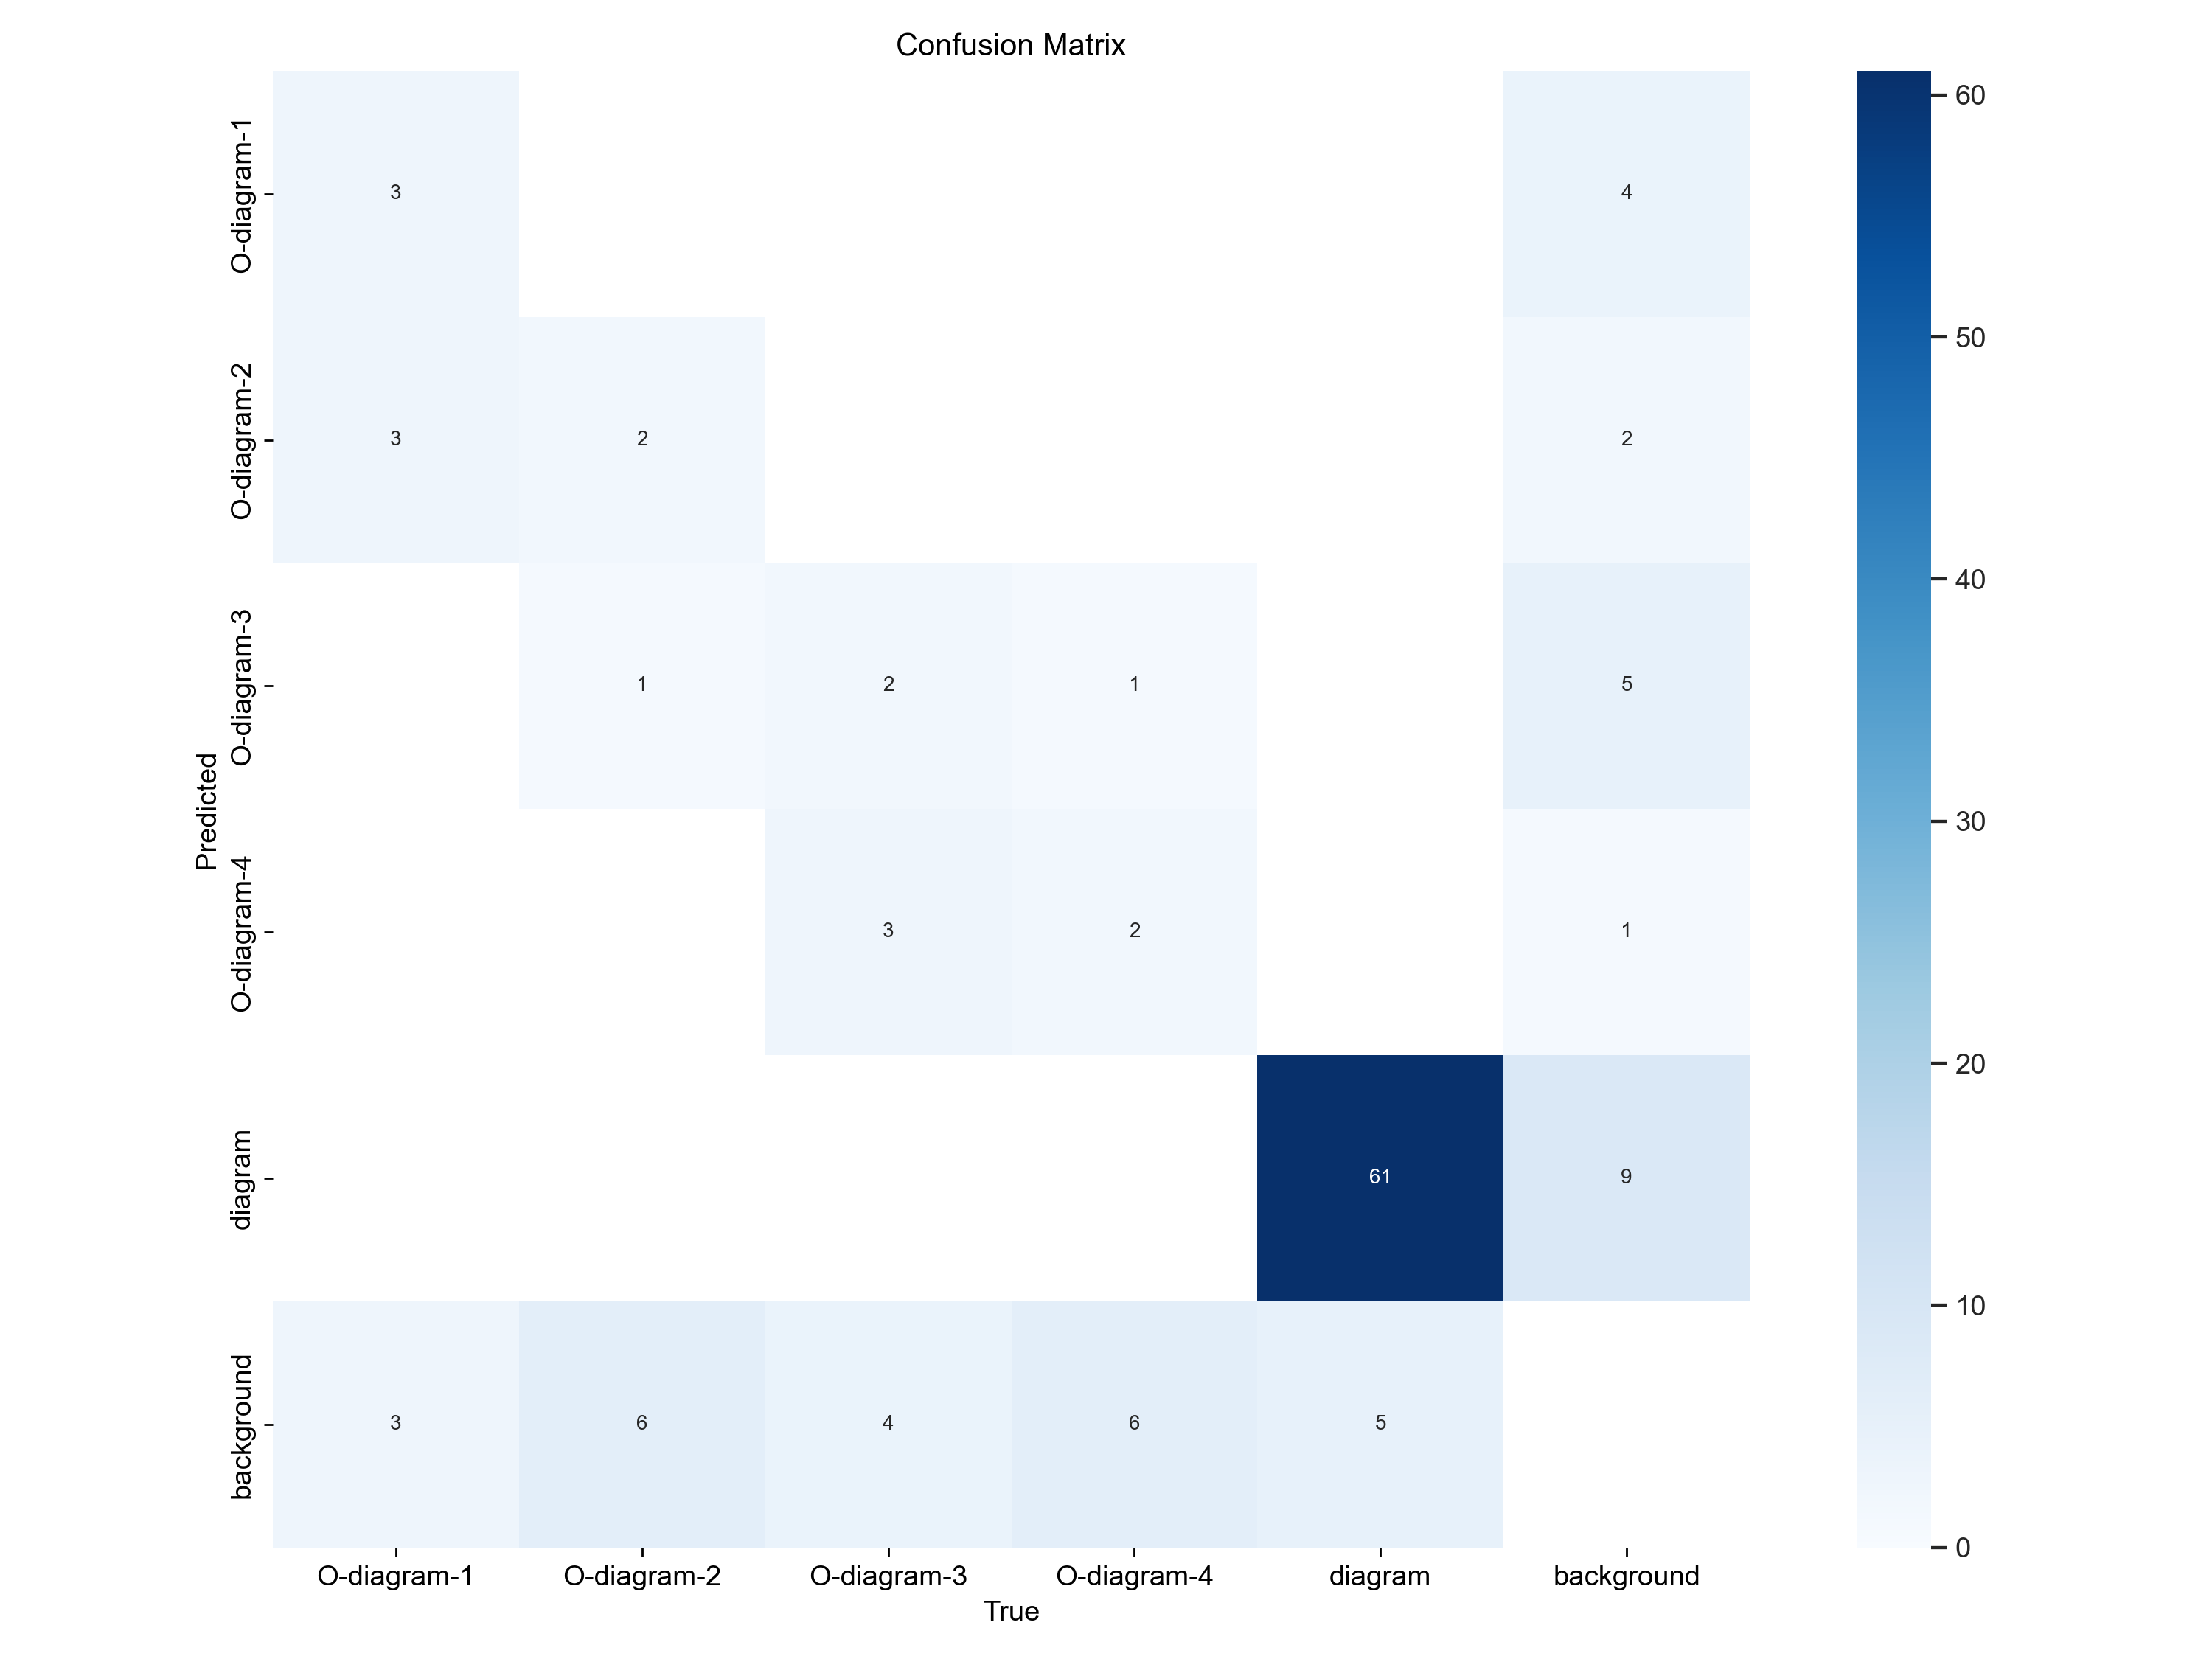 Confusion Matrix
O-diagram-1
3
4
O-diagram-2
3 2 2
O-diagram-3
1 2 1 5
O-diagram-4
3 2 1
diagram
61 9
background
3 6 4 6 5
O-diagram-1 O-diagram-2 O-diagram-3 O-diagram-4 diagram background
True
Predicted
60
50
40
30
20
10
0